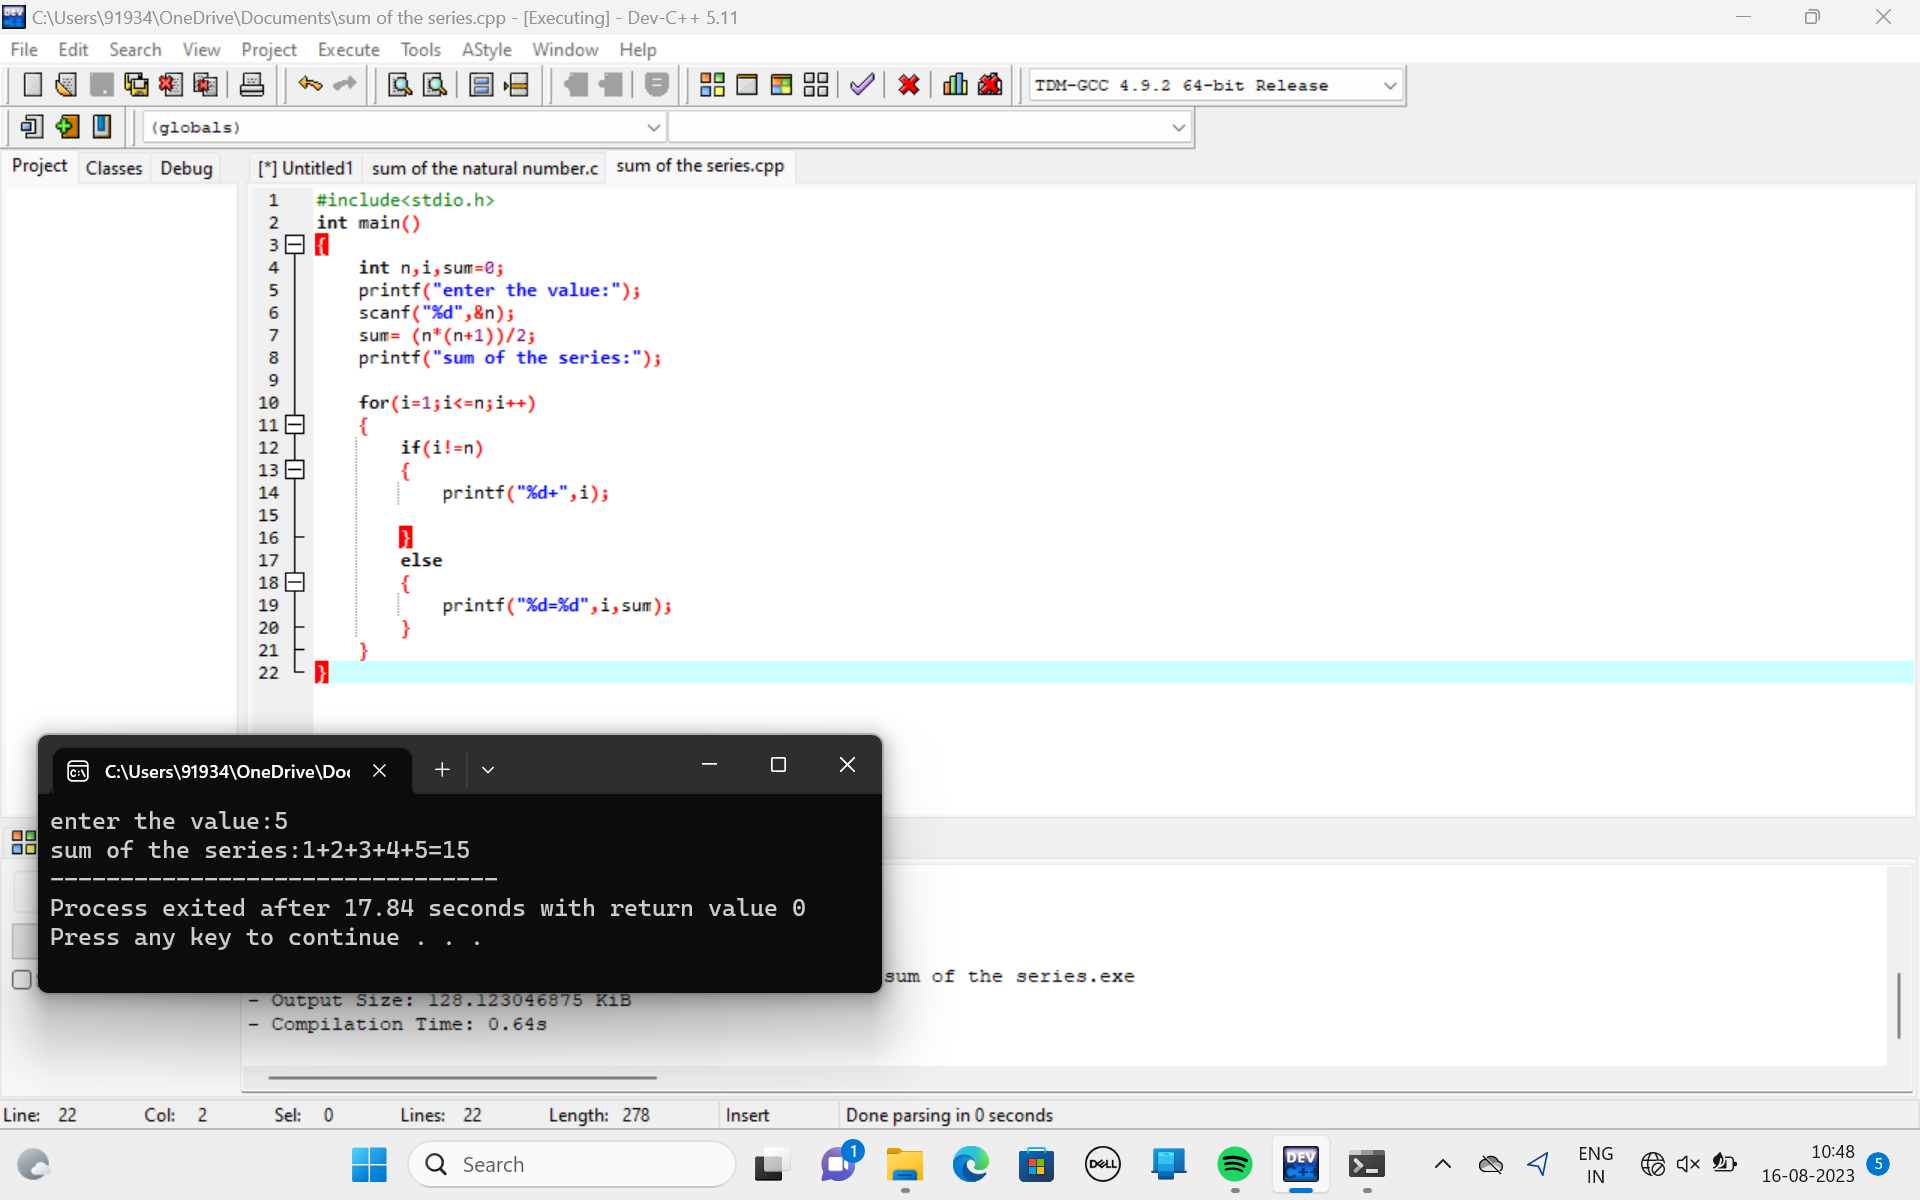 C:\Users\91934\OneDrive\Documents\sum of the series.cpp - [Executing] - Dev-C++ 5.11
File Edit Search View Project Execute Tools AStyle Window Help
TDM-GCC 4.9.2 64-bit Release
(globals)
Project Classes Debug [*] Untitled1 sum of the natural number.c sum of the series.cpp
1 #include<stdio.h>
2 int main()
3 {
4 int n,i,sum=0;
5 printf("enter the value:");
6 scanf("%d",&n);
7 sum= (n*(n+1))/2;
8 printf("sum of the series:");
9
10 for(i=1;i<=n;i++)
11 {
12 if(i!=n)
13 {
14 printf("%d+",i);
15
16 }
17 else
18 {
19 printf("%d=%d",i,sum);
20 }
21 }
22 }
C:\Users\91934\OneDrive\Doc
enter the value:5
sum of the series:1+2+3+4+5=15
--------------------------------
Process exited after 17.84 seconds with return value 0
Press any key to continue . . .
sum of the series.exe
- Output Size: 128.123046875 KiB
- Compilation Time: 0.64s
Line: 22 Col: 2 Sel: 0 Lines: 22 Length: 278 Insert Done parsing in 0 seconds
Search
1
DELL
DEV C++
ENG
IN
10:48
16-08-2023
5